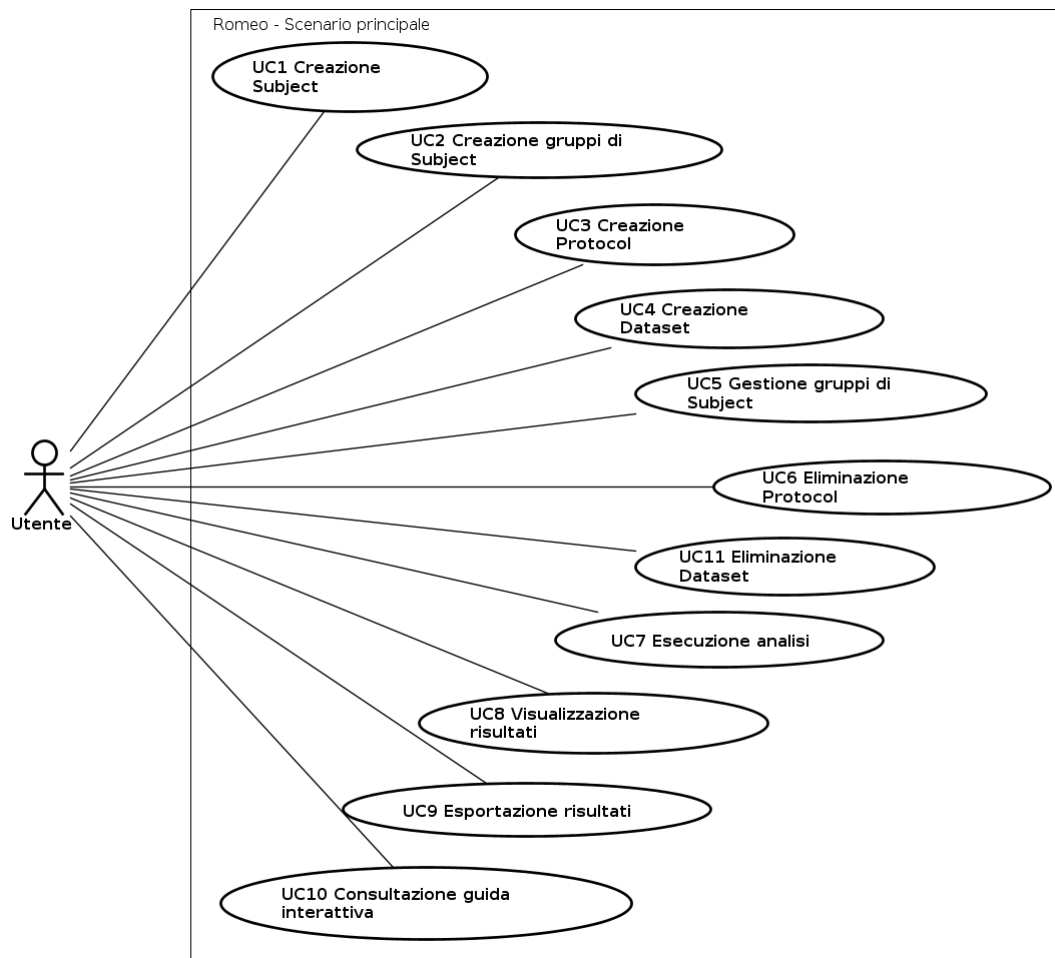 Romeo - Scenario principale
UC1 Creazione
Subject
UC2 Creazione gruppi di
Subject
UC3 Creazione
Protocol
UC4 Creazione
Dataset
UC5 Gestione gruppi di
Subject
UC6 Eliminazione
Protocol
Utente
UC11 Eliminazione
Dataset
UC7 Esecuzione analisi
UC8 Visualizzazione
risultati
UC9 Esportazione risultati
UC10 Consultazione guida
interattiva